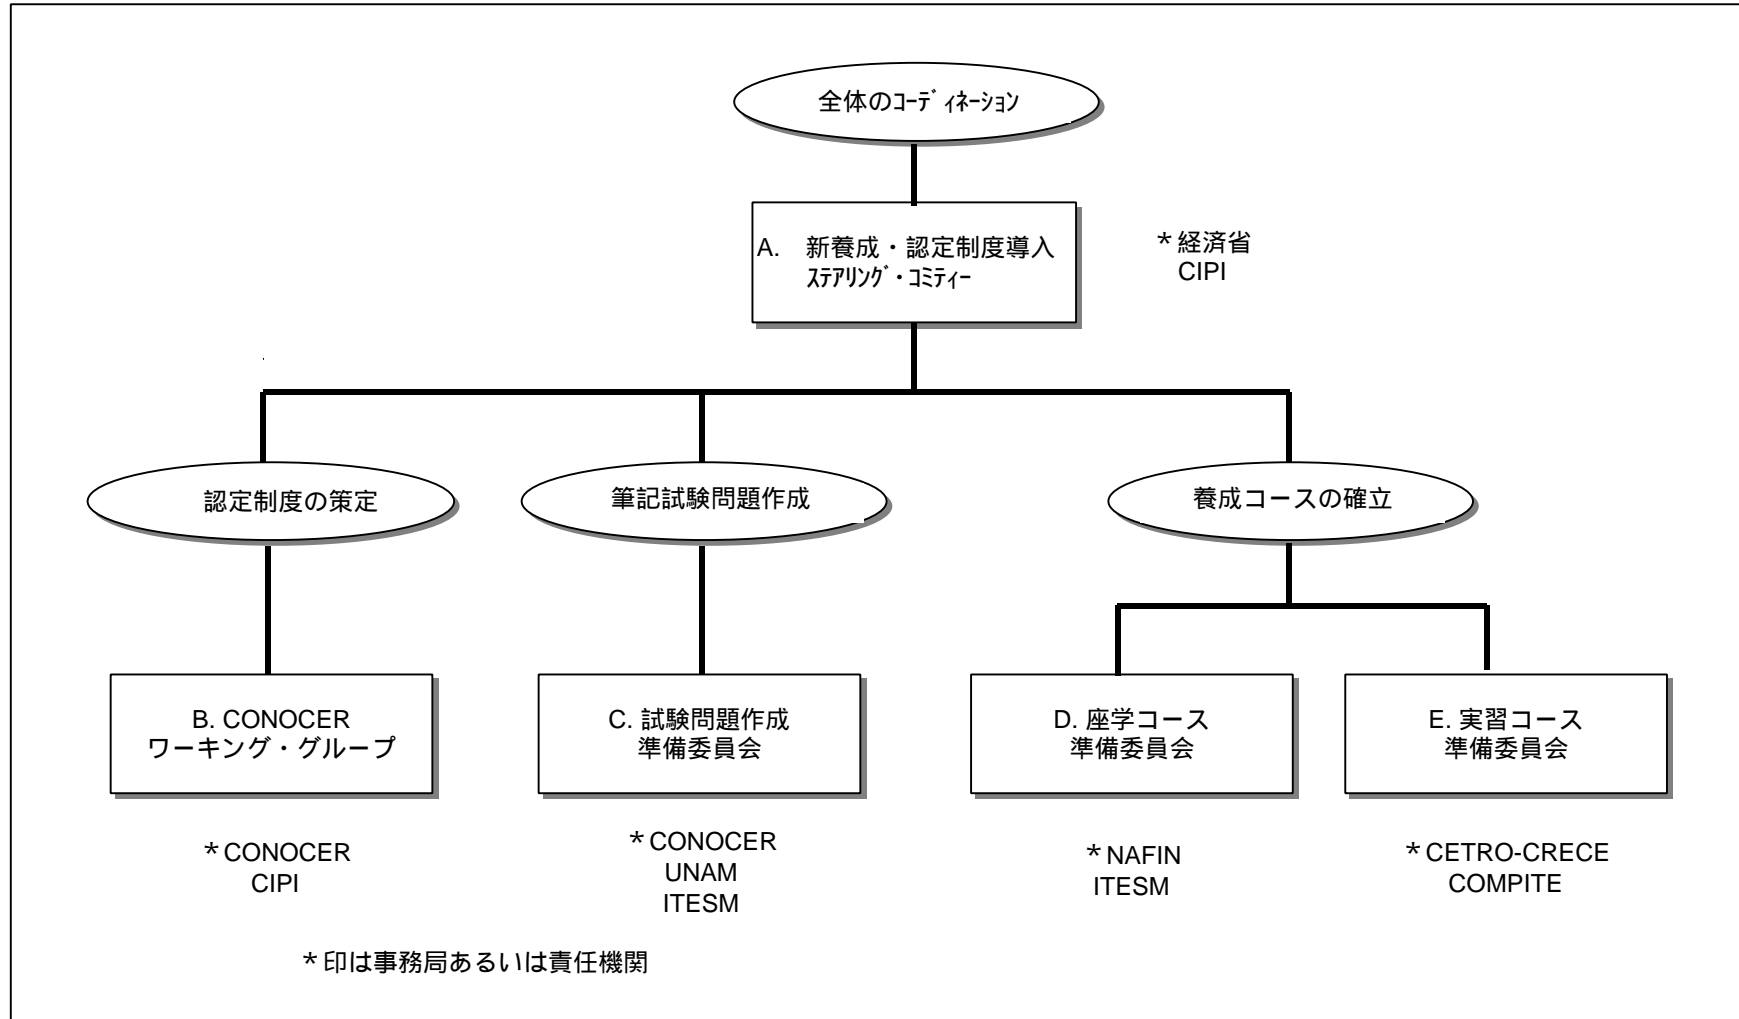 全体のｺｰﾃﾞｨﾈｰｼｮﾝ
A. 新養成・認定制度導入
ｽﾃｱﾘﾝｸﾞ・ｺﾐﾃｨｰ
＊経済省
CIPI
認定制度の策定
筆記試験問題作成
養成コースの確立
B. CONOCER
ワーキング・グループ
C. 試験問題作成
準備委員会
D. 座学コース
準備委員会
E. 実習コース
準備委員会
＊CONOCER
CIPI
＊CONOCER
UNAM
ITESM
＊NAFIN
ITESM
＊CETRO-CRECE
COMPITE
＊印は事務局あるいは責任機関